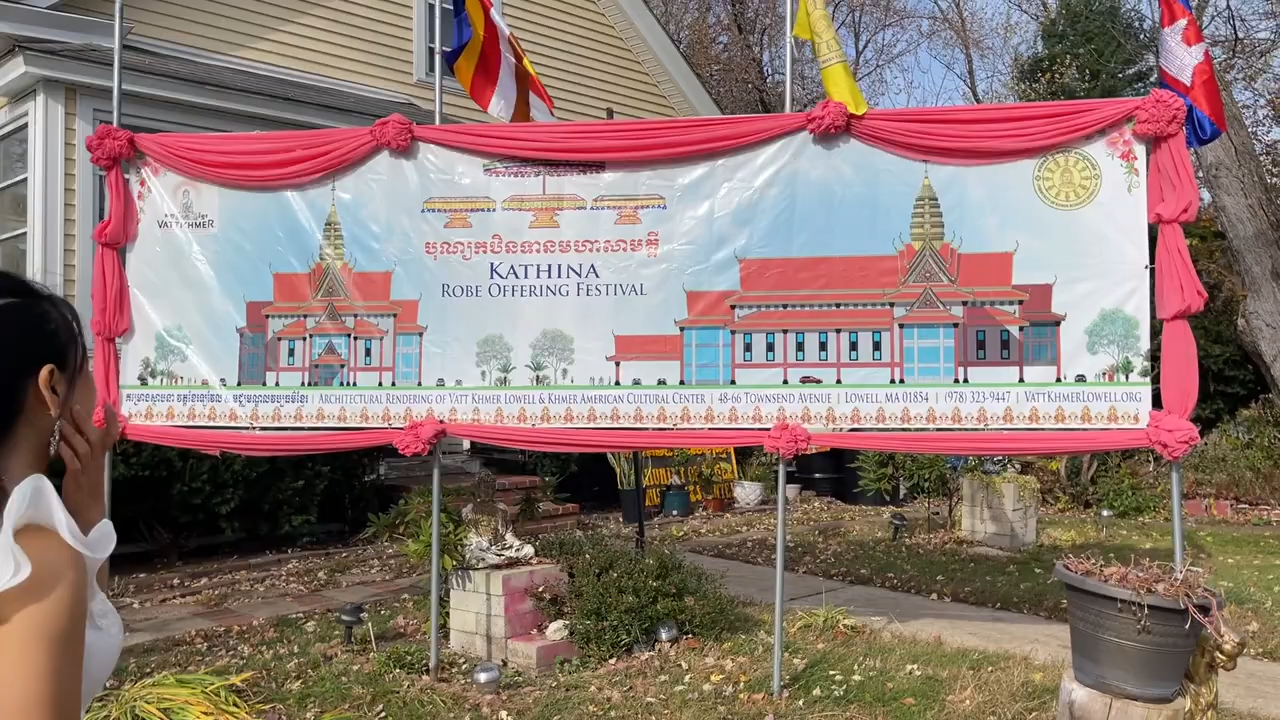 VATT KHMER
បុណ្យកឋិនទានមហាសាមគ្គី
KATHINA
ROBE OFFERING FESTIVAL
ARCHITECTURAL RENDERING OF VATT KHMER LOWELL & KHMER AMERICAN CULTURAL CENTER | 48-66 TOWNSEND AVENUE | LOWELL, MA 01854 | (978) 323-9447 | VATTKHMERLOWELL.ORG